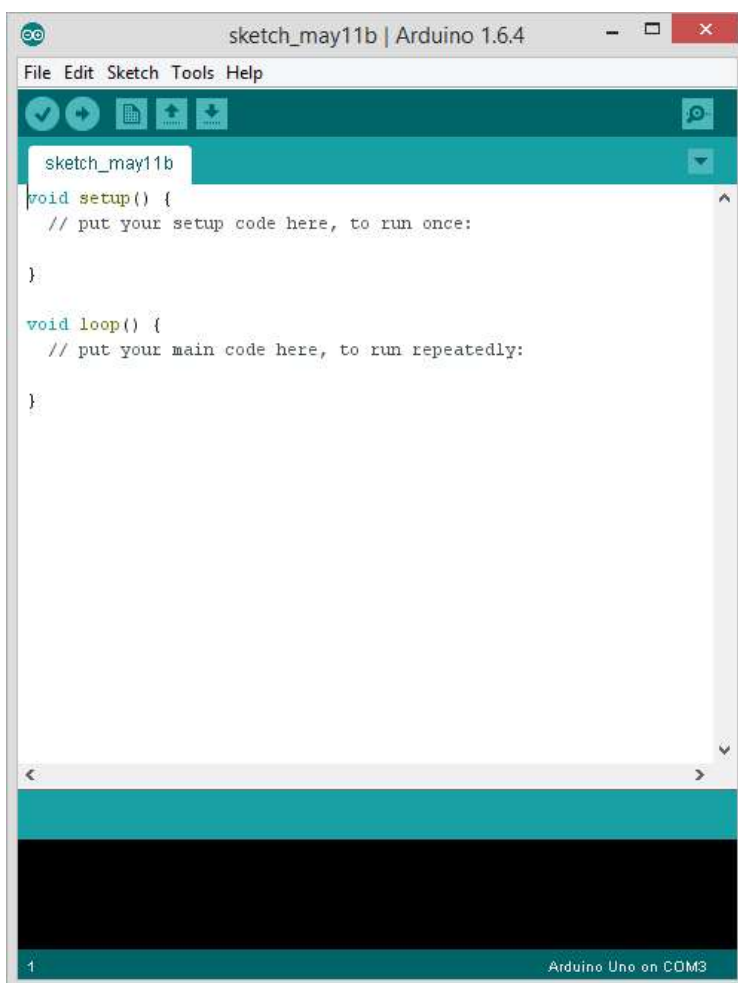 sketch_may11b | Arduino 1.6.4
File Edit Sketch Tools Help
sketch_may11b
void setup() {
  // put your setup code here, to run once:

}

void loop() {
  // put your main code here, to run repeatedly:

}
1
Arduino Uno on COM3